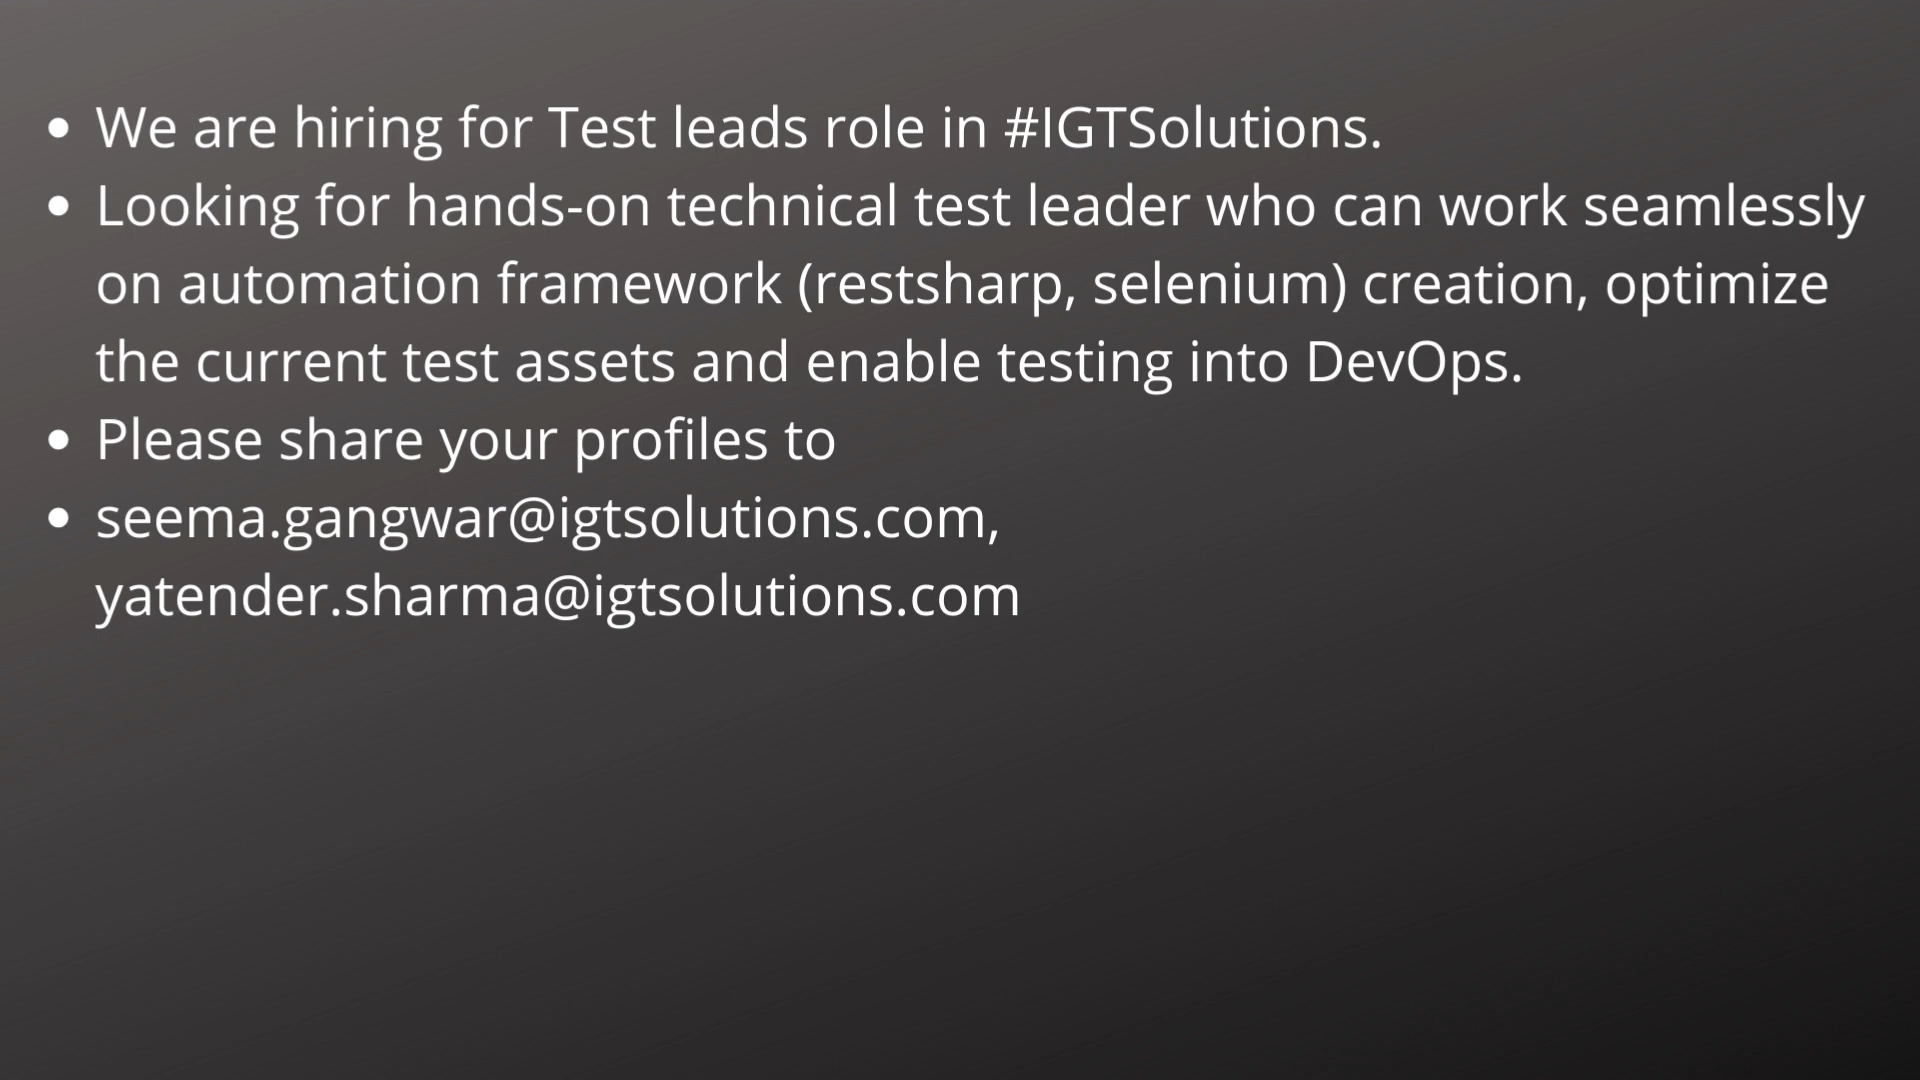 • We are hiring for Test leads role in #IGTSolutions.
• Looking for hands-on technical test leader who can work seamlessly
on automation framework (restsharp, selenium) creation, optimize
the current test assets and enable testing into DevOps.
• Please share your profiles to
• seema.gangwar@igtsolutions.com,
yatender.sharma@igtsolutions.com